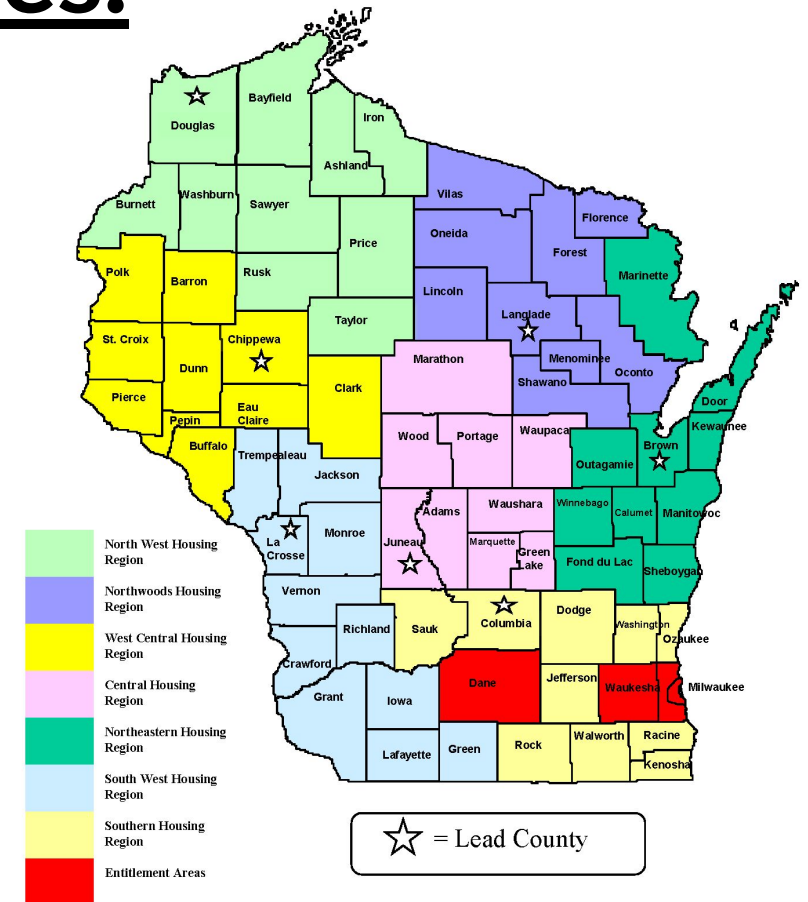 es:
Bayfield
Douglas
Iron
Ashland
Burnett
Washburn
Sawyer
Vilas
Florence
Oneida
Price
Forest
Polk
Barron
Rusk
Marinette
Lincoln
Langlade
Taylor
St. Croix
Chippewa
Marathon
Menominee
Dunn
Oconto
Shawano
Clark
Pierce
Door
Eau
Claire
Pepin
Kewaunee
Wood
Portage
Waupaca
Brown
Buffalo
Trempealeau
Outagamie
Jackson
Waushara
Winnebago
Adams
Calumet
Manitowoc
Monroe
La
Crosse
Juneau
Marquette
Green
Lake
Fond du Lac
Sheboygan
Vernon
Dodge
Columbia
Washington
Richland
Sauk
Ozaukee
Crawford
Jefferson
Dane
Waukesha
Milwaukee
Grant
Iowa
Walworth
Racine
Rock
Green
Lafayette
Kenosha
North West Housing
Region
Northwoods Housing
Region
West Central Housing
Region
Central Housing
Region
Northeastern Housing
Region
South West Housing
Region
Southern Housing
Region
Entitlement Areas
= Lead County